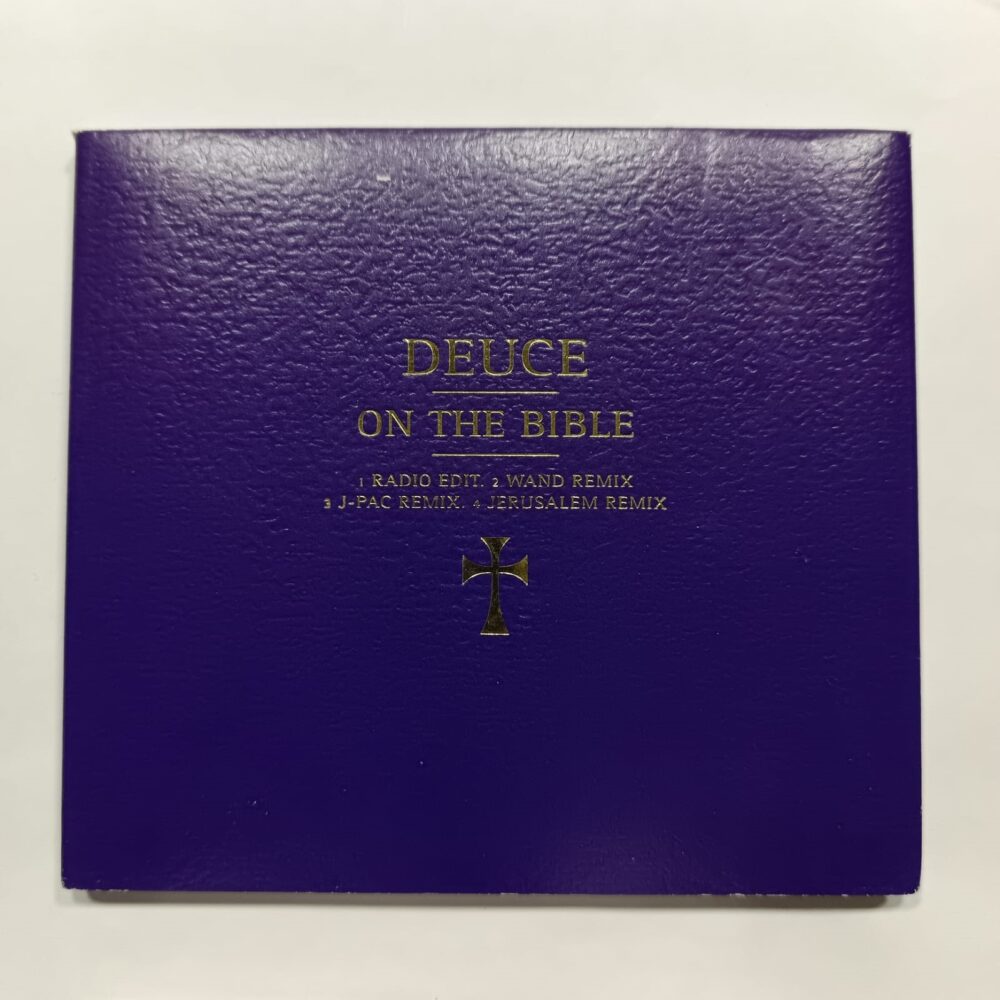 DEUCE
ON THE BIBLE
1 RADIO EDIT. 2 WAND REMIX
3 J-PAC REMIX. 4 JERUSALEM REMIX